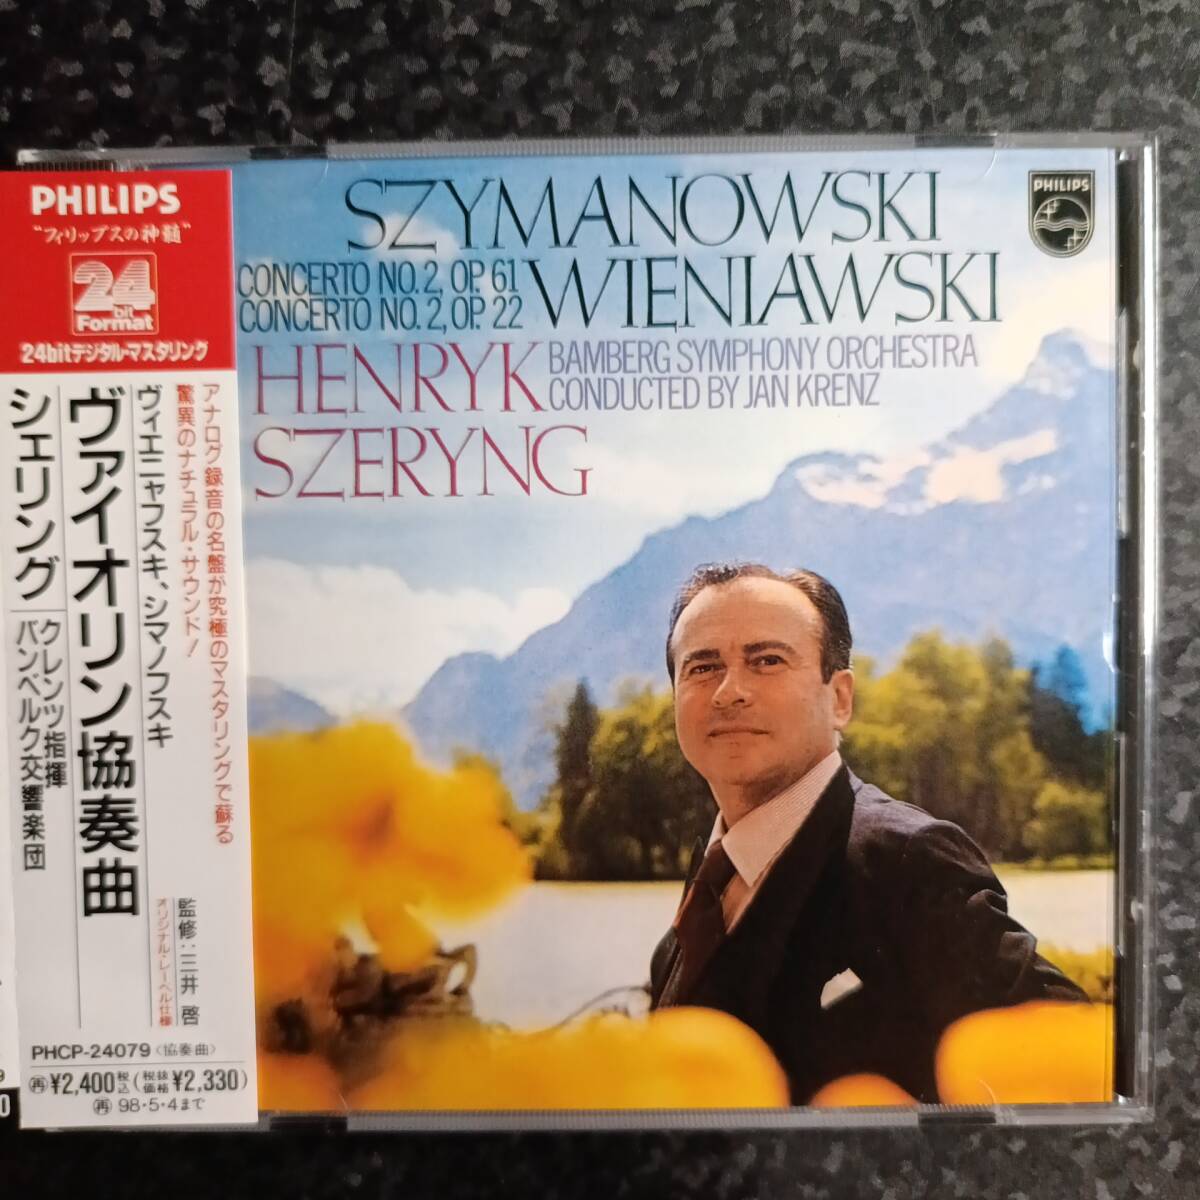 PHILIPS
"フィリップスの神髄"
24
bit
Format
24bitデジタル・マスタリング
アナログ録音の名盤が究極のマスタリングで蘇る
驚異のナチュラル・サウンド!
ヴィエニャフスキ、シマノフスキ
ヴァイオリン協奏曲
シェリング
クレンツ指揮
バンベルク交響楽団
監修:三井 啓
オリジナル・レーベル仕様
PHCP-24079〈協奏曲〉
再¥2,400税込(税抜価格¥2,330)
再98・5・4まで
SZYMANOWSKI
CONCERTO NO. 2, OP. 61
CONCERTO NO. 2, OP. 22
WIENIAWSKI
HENRYK
SZERYNG
BAMBERG SYMPHONY ORCHESTRA
CONDUCTED BY JAN KRENZ
PHILIPS